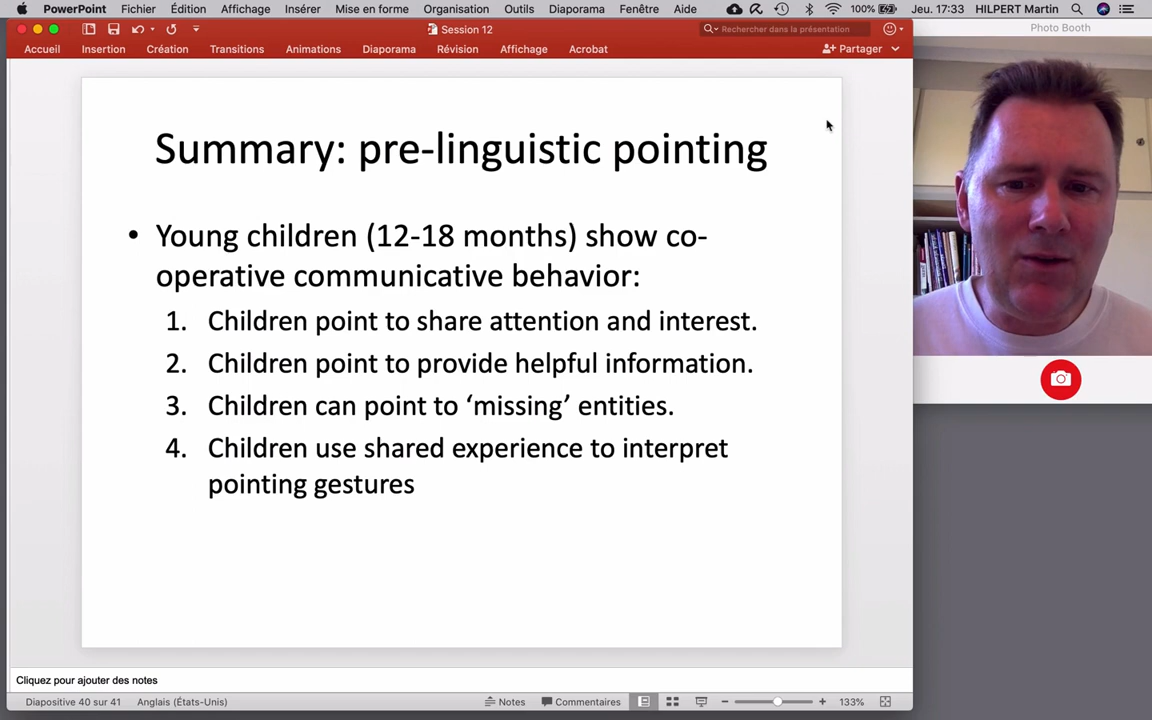 PowerPoint Fichier Édition Affichage Insérer Mise en forme Organisation Outils Diaporama Fenêtre Aide 100% Jeu. 17:33 HILPERT Martin
Session 12
Rechercher dans la présentation
Photo Booth
Accueil Insertion Création Transitions Animations Diaporama Révision Affichage Acrobat Partager
Summary: pre-linguistic pointing
• Young children (12-18 months) show co-
operative communicative behavior:
1. Children point to share attention and interest.
2. Children point to provide helpful information.
3. Children can point to ‘missing’ entities.
4. Children use shared experience to interpret
pointing gestures
Cliquez pour ajouter des notes
Diapositive 40 sur 41 Anglais (États-Unis) Notes Commentaires 133%